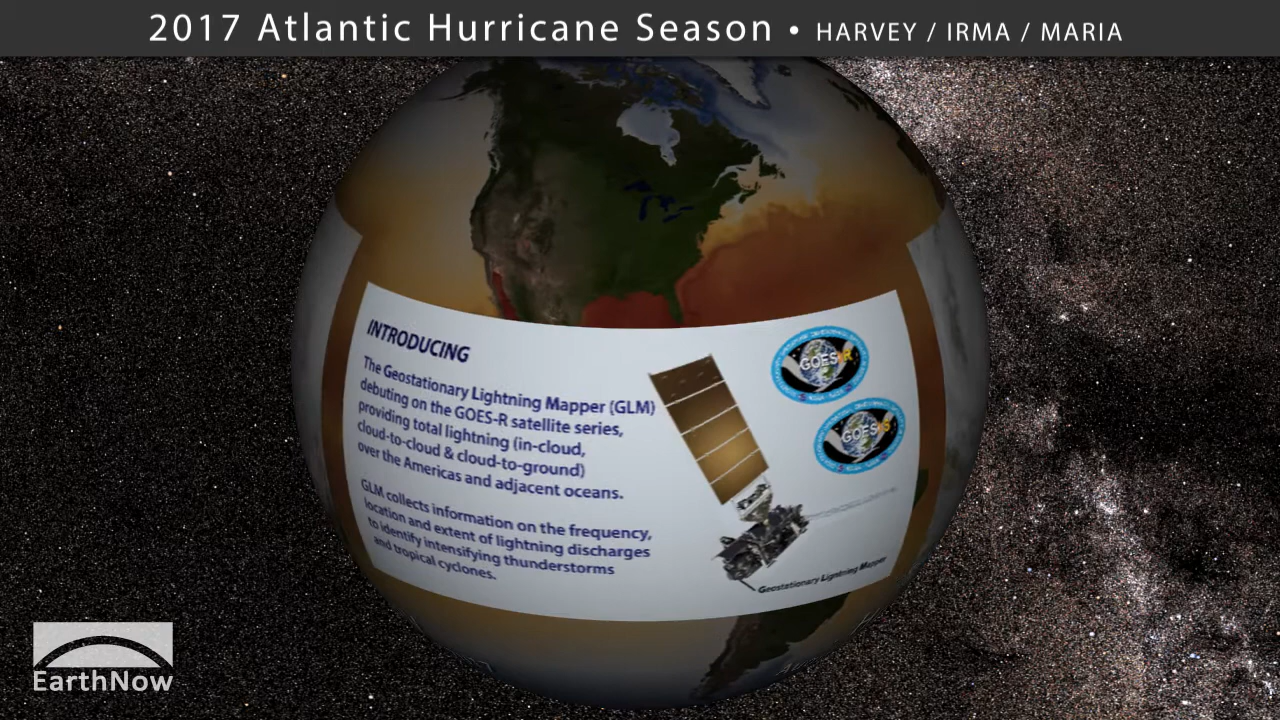 2017 Atlantic Hurricane Season • HARVEY / IRMA / MARIA
INTRODUCING
The Geostationary Lightning Mapper (GLM)
debuting on the GOES-R satellite series,
providing total lightning (in-cloud,
cloud-to-cloud & cloud-to-ground)
over the Americas and adjacent oceans.
GLM collects information on the frequency,
location and extent of lightning discharges
to identify intensifying thunderstorms
and tropical cyclones.
GOES-R
GOES-S
Geostationary Lightning Mapper
EarthNow